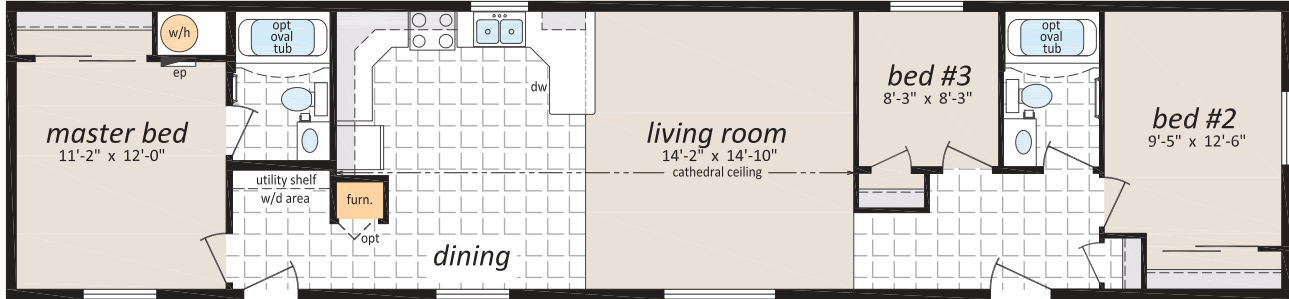 w/h
ep
master bed
11'-2" x 12'-0"
opt
oval
tub
utility shelf
w/d area
furn.
opt
dw
dining
living room
14'-2" x 14'-10"
cathedral ceiling
bed #3
8'-3" x 8'-3"
opt
oval
tub
bed #2
9'-5" x 12'-6"